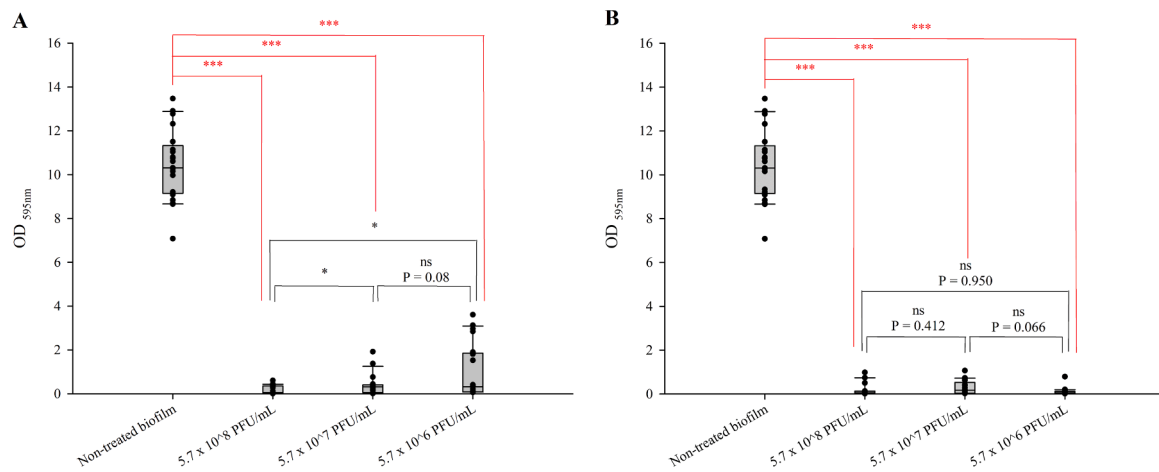 A
***
***
***
16
14
12
10
8
6
4
2
0
OD 595nm
*
*
ns
P = 0.08
Non-treated biofilm
5.7 x 10^8 PFU/mL
5.7 x 10^7 PFU/mL
5.7 x 10^6 PFU/mL
B
***
***
***
16
14
12
10
8
6
4
2
0
OD 595nm
ns
P = 0.950
ns
P = 0.412
ns
P = 0.066
Non-treated biofilm
5.7 x 10^8 PFU/mL
5.7 x 10^7 PFU/mL
5.7 x 10^6 PFU/mL